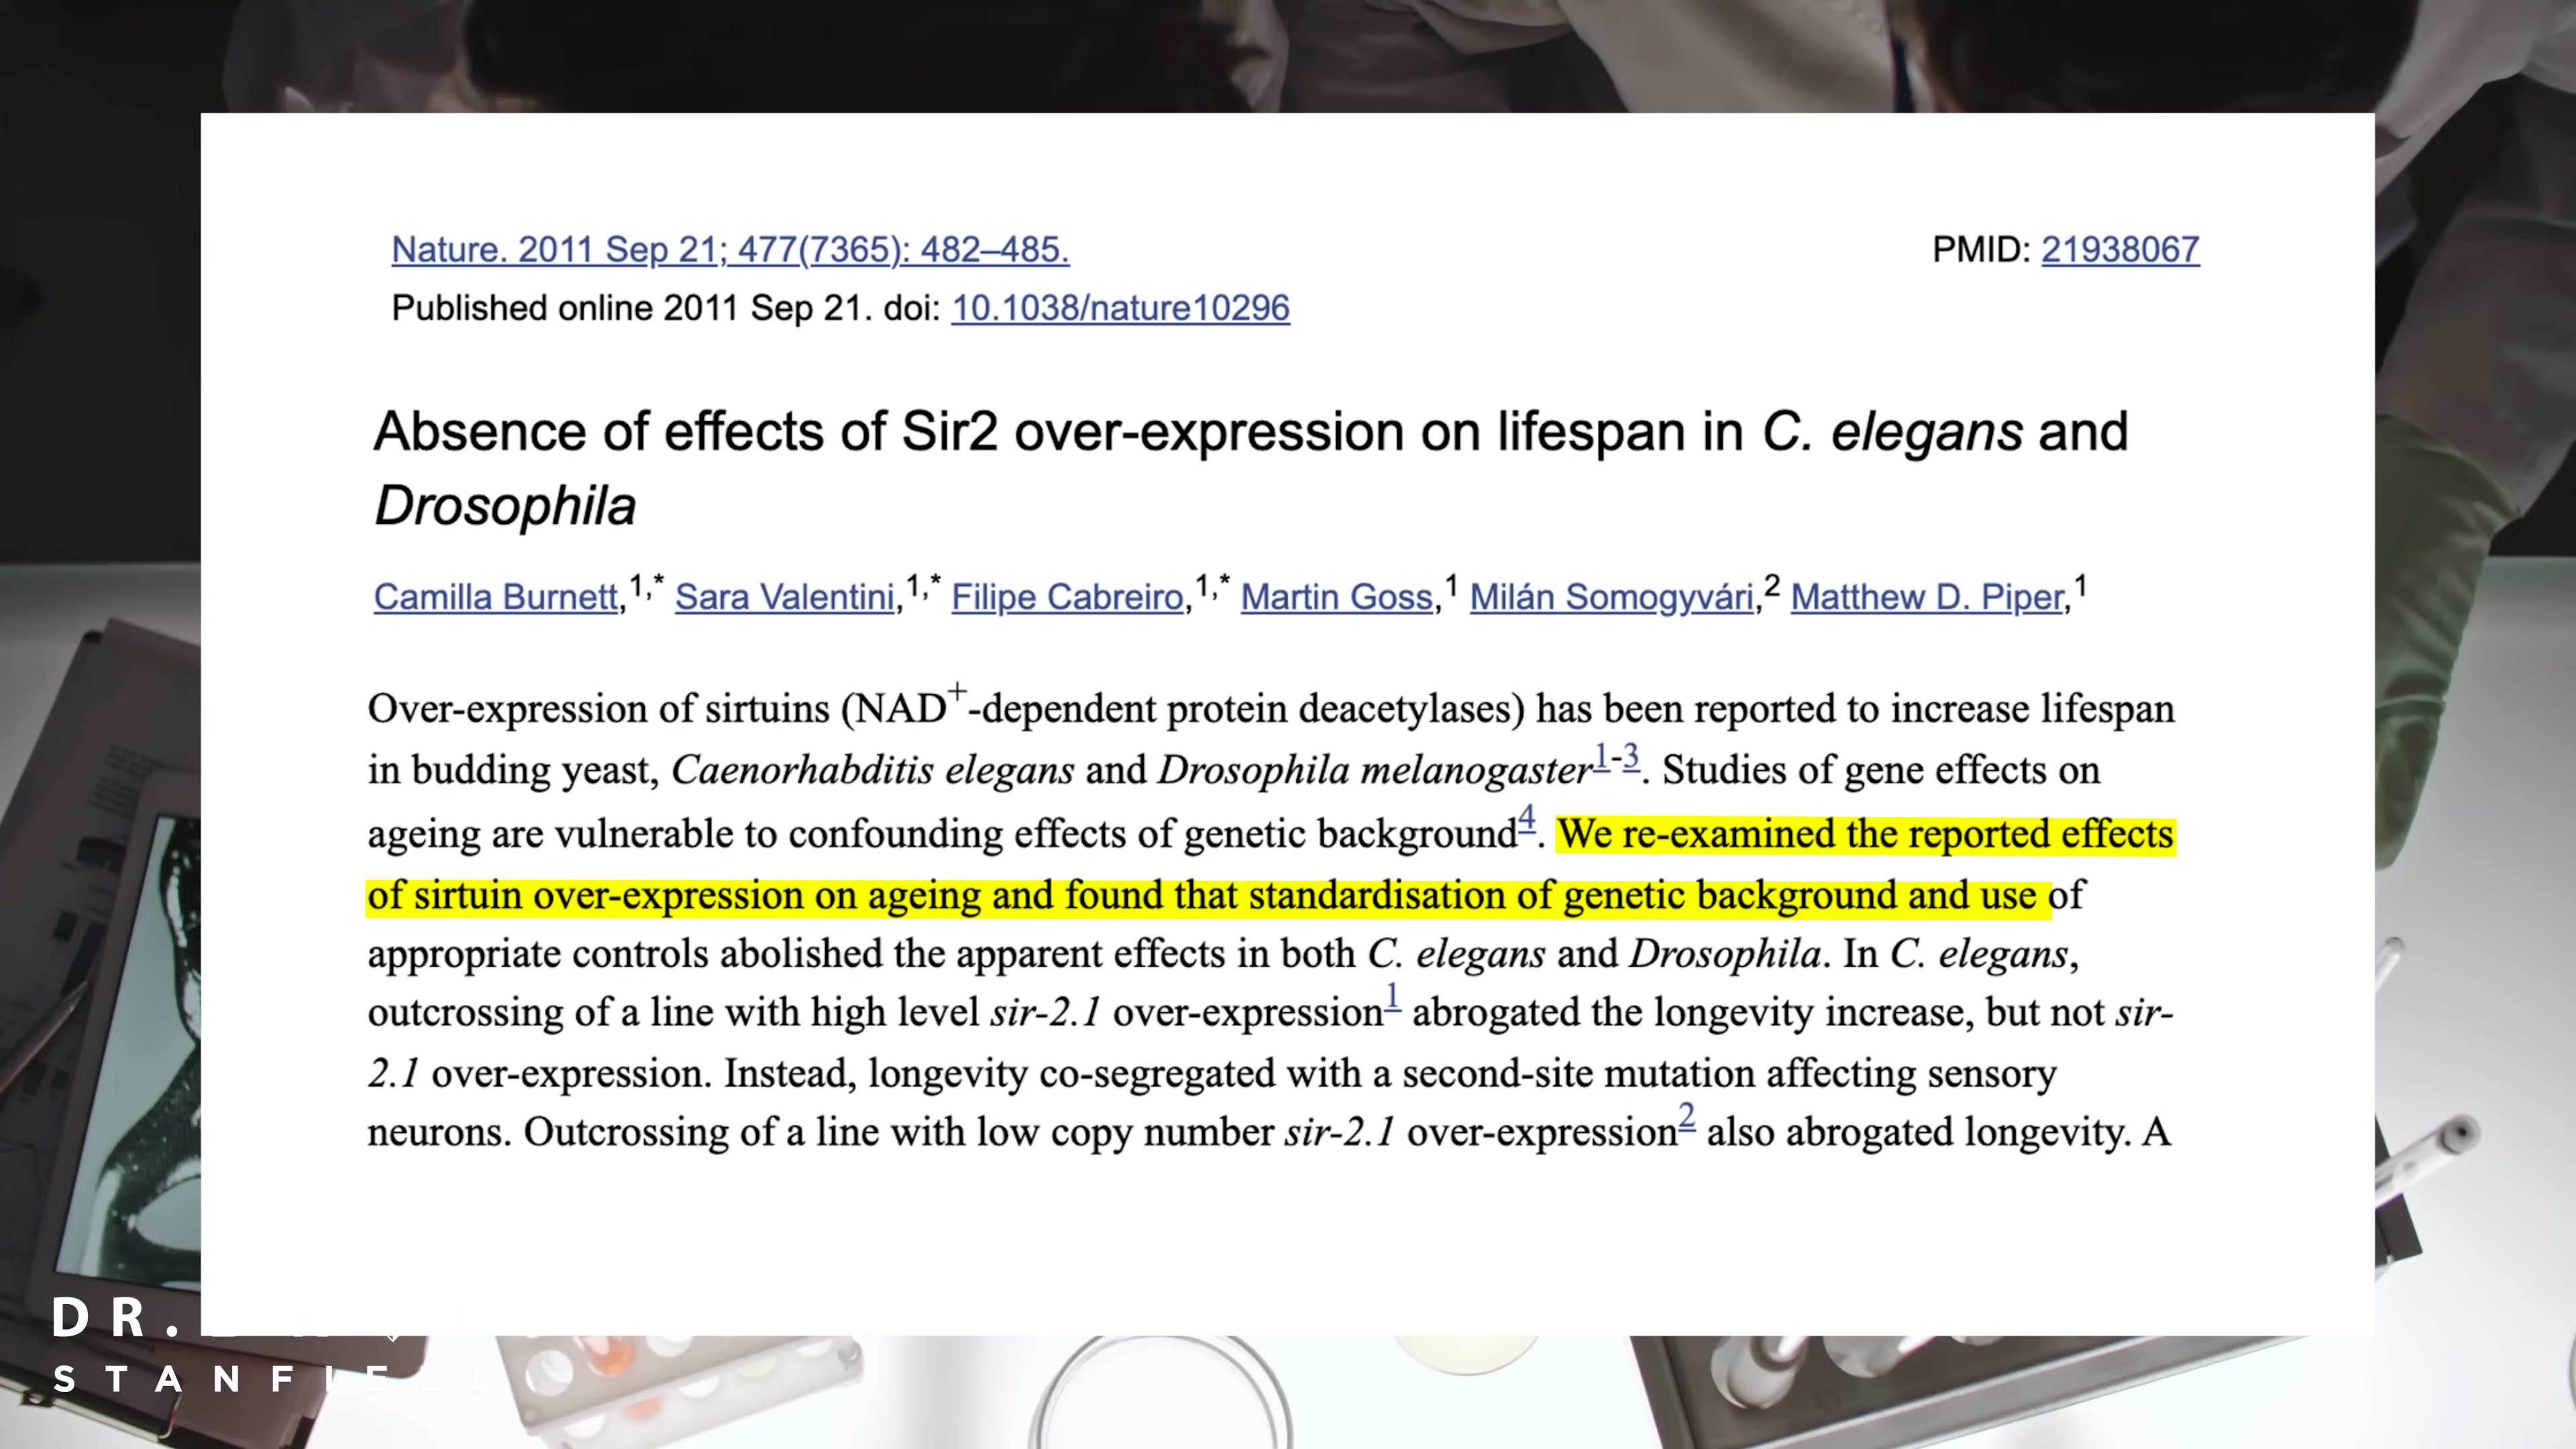 Nature. 2011 Sep 21; 477(7365): 482–485.
PMID: 21938067
Published online 2011 Sep 21. doi: 10.1038/nature10296
Absence of effects of Sir2 over-expression on lifespan in C. elegans and
Drosophila
Camilla Burnett,1,* Sara Valentini,1,* Filipe Cabreiro,1,* Martin Goss,1 Milán Somogyvári,2 Matthew D. Piper,1
Over-expression of sirtuins (NAD+-dependent protein deacetylases) has been reported to increase lifespan
in budding yeast, Caenorhabditis elegans and Drosophila melanogaster1-3. Studies of gene effects on
ageing are vulnerable to confounding effects of genetic background4. We re-examined the reported effects
of sirtuin over-expression on ageing and found that standardisation of genetic background and use of
appropriate controls abolished the apparent effects in both C. elegans and Drosophila. In C. elegans,
outcrossing of a line with high level sir-2.1 over-expression1 abrogated the longevity increase, but not sir-
2.1 over-expression. Instead, longevity co-segregated with a second-site mutation affecting sensory
neurons. Outcrossing of a line with low copy number sir-2.1 over-expression2 also abrogated longevity. A
DR.
STANFIELD